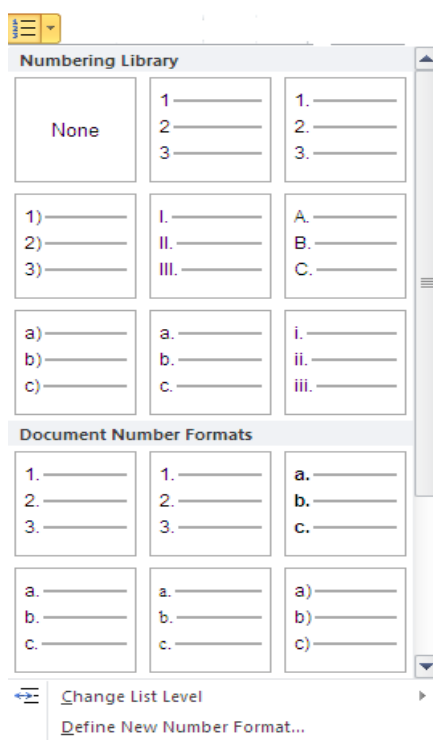 Numbering Library
None
1
2
3
1.
2.
3.
1)
2)
3)
I.
II.
III.
A.
B.
C.
a)
b)
c)
a.
b.
c.
i.
ii.
iii.
Document Number Formats
1.
2.
3.
1.
2.
3.
a.
b.
c.
a.
b.
c.
a.
b.
c.
a)
b)
c)
Change List Level
Define New Number Format...